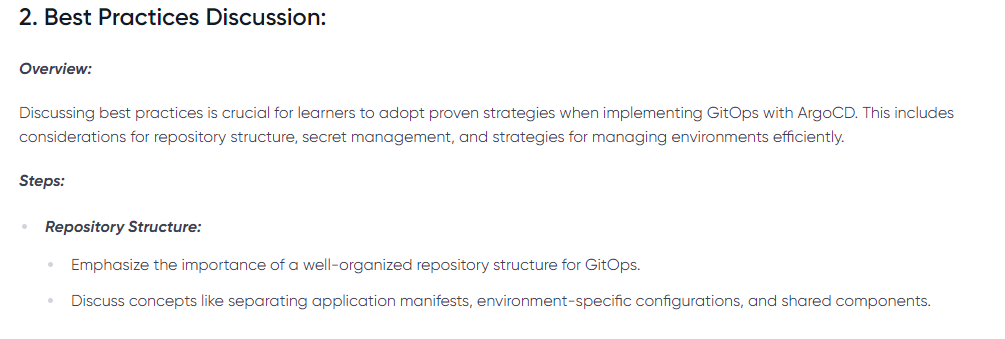 2. Best Practices Discussion:
Overview:
Discussing best practices is crucial for learners to adopt proven strategies when implementing GitOps with ArgoCD. This includes
considerations for repository structure, secret management, and strategies for managing environments efficiently.
Steps:
Repository Structure:
Emphasize the importance of a well-organized repository structure for GitOps.
Discuss concepts like separating application manifests, environment-specific configurations, and shared components.